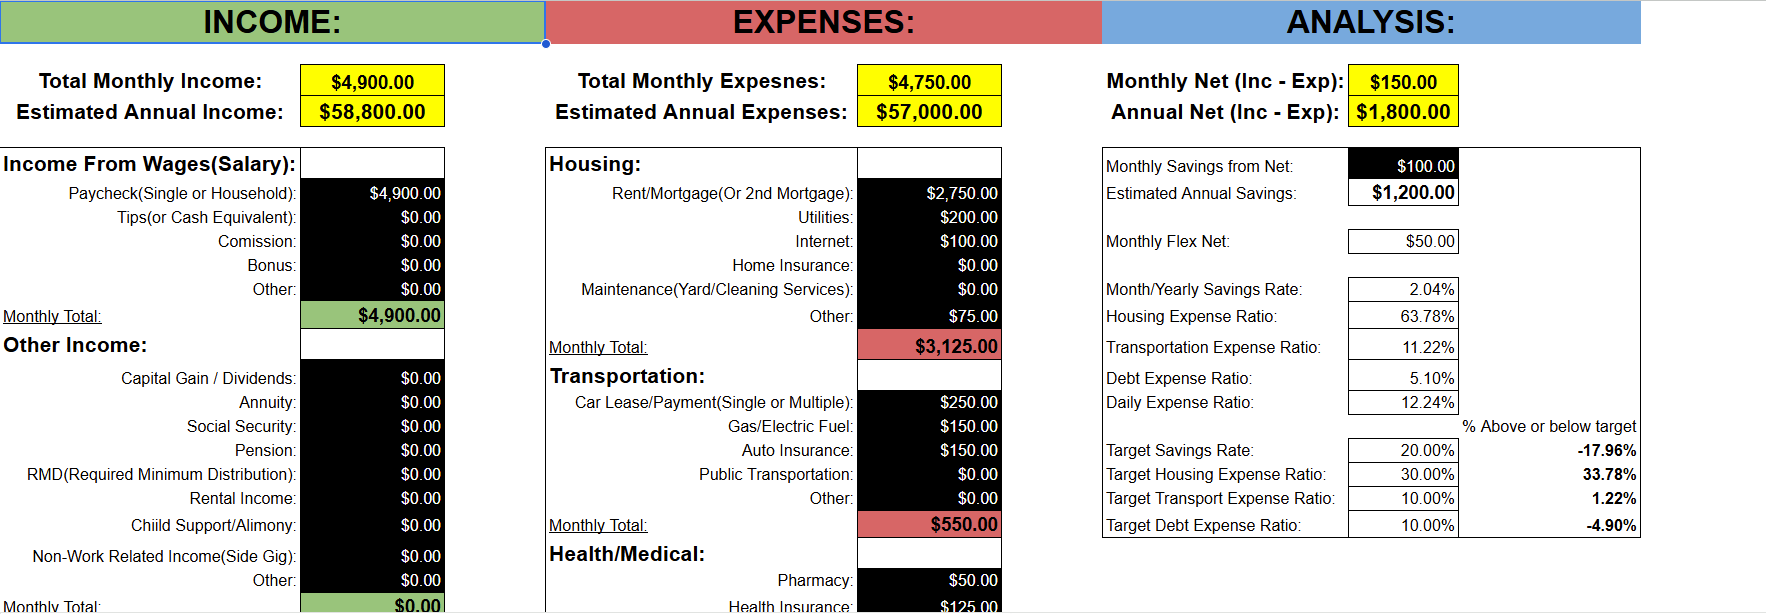 INCOME:
Total Monthly Income: $4,900.00
Estimated Annual Income: $58,800.00
Income From Wages(Salary):
Paycheck(Single or Household): $4,900.00
Tips(or Cash Equivalent): $0.00
Comission: $0.00
Bonus: $0.00
Other: $0.00
Monthly Total: $4,900.00
Other Income:
Capital Gain / Dividends: $0.00
Annuity: $0.00
Social Security: $0.00
Pension: $0.00
RMD(Required Minimum Distribution): $0.00
Rental Income: $0.00
Chiild Support/Alimony: $0.00
Non-Work Related Income(Side Gig): $0.00
Other: $0.00
Monthly Total: $0.00
EXPENSES:
Total Monthly Expesnes: $4,750.00
Estimated Annual Expenses: $57,000.00
Housing:
Rent/Mortgage(Or 2nd Mortgage): $2,750.00
Utilities: $200.00
Internet: $100.00
Home Insurance: $0.00
Maintenance(Yard/Cleaning Services): $0.00
Other: $75.00
Monthly Total: $3,125.00
Transportation:
Car Lease/Payment(Single or Multiple): $250.00
Gas/Electric Fuel: $150.00
Auto Insurance: $150.00
Public Transportation: $0.00
Other: $0.00
Monthly Total: $550.00
Health/Medical:
Pharmacy: $50.00
Health Insurance: $125.00
ANALYSIS:
Monthly Net (Inc - Exp): $150.00
Annual Net (Inc - Exp): $1,800.00
Monthly Savings from Net: $100.00
Estimated Annual Savings: $1,200.00
Monthly Flex Net: $50.00
Month/Yearly Savings Rate: 2.04%
Housing Expense Ratio: 63.78%
Transportation Expense Ratio: 11.22%
Debt Expense Ratio: 5.10%
Daily Expense Ratio: 12.24%
% Above or below target
Target Savings Rate: 20.00% -17.96%
Target Housing Expense Ratio: 30.00% 33.78%
Target Transport Expense Ratio: 10.00% 1.22%
Target Debt Expense Ratio: 10.00% -4.90%